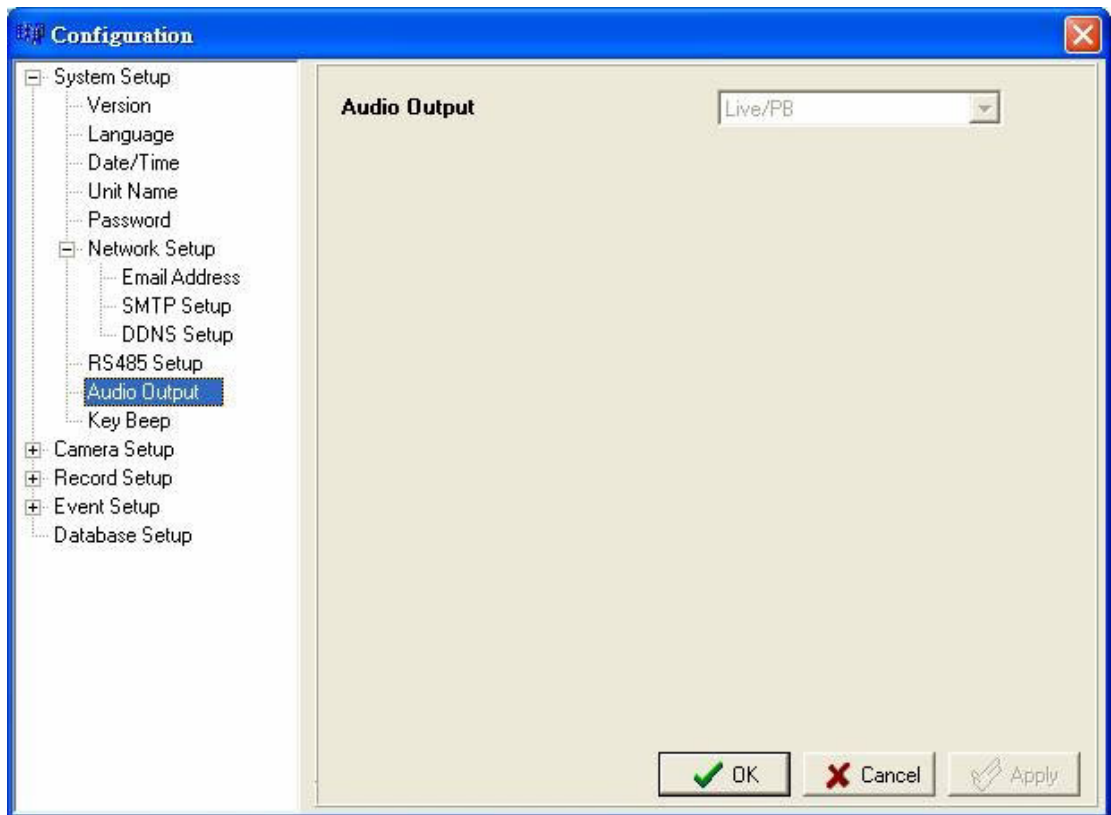 Configuration
System Setup
Version
Language
Date/Time
Unit Name
Password
Network Setup
Email Address
SMTP Setup
DDNS Setup
RS485 Setup
Audio Output
Key Beep
Camera Setup
Record Setup
Event Setup
Database Setup
Audio Output
Live/PB
OK
Cancel
Apply